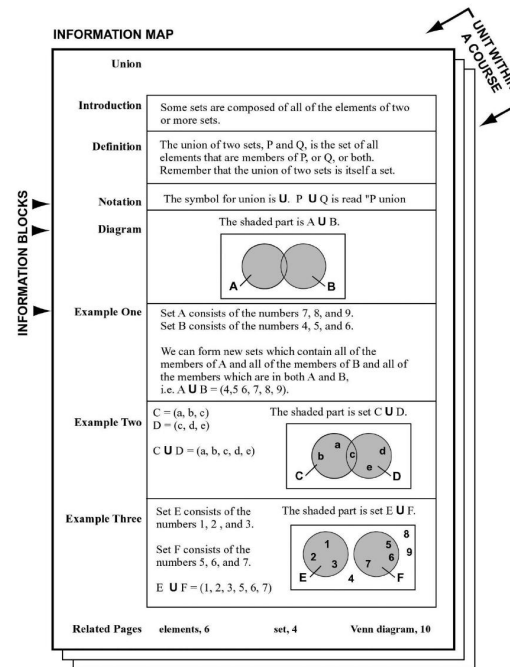 INFORMATION MAP
UNIT WITHIN
A COURSE
INFORMATION BLOCKS
Union
Introduction
Some sets are composed of all of the elements of two
or more sets.
Definition
The union of two sets, P and Q, is the set of all
elements that are members of P, or Q, or both.
Remember that the union of two sets is itself a set.
Notation
The symbol for union is U. P U Q is read "P union
Diagram
The shaded part is A U B.
A B
Example One
Set A consists of the numbers 7, 8, and 9.
Set B consists of the numbers 4, 5, and 6.
We can form new sets which contain all of the
members of A and all of the members of B and all of
the members which are in both A and B,
i.e. A U B = (4,5 6, 7, 8, 9).
Example Two
C = (a, b, c)
D = (c, d, e)
C U D = (a, b, c, d, e)
The shaded part is set C U D.
a
b c d
e
C D
Example Three
Set E consists of the
numbers 1, 2 , and 3.
Set F consists of the
numbers 5, 6, and 7.
E U F = (1, 2, 3, 5, 6, 7)
The shaded part is set E U F.
8
1 5
2 6 9
3 7
E 4 F
Related Pages elements, 6 set, 4 Venn diagram, 10